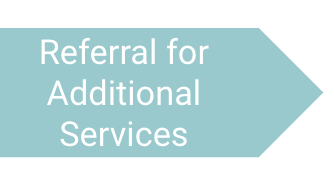 Referral for
Additional
Services